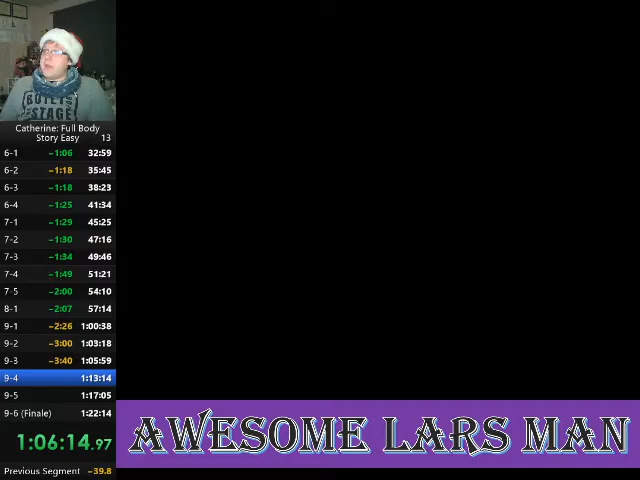 ROYETS
STAGE
Catherine: Full Body
Story Easy 13
6-1 −1:06 32:59
6-2 −1:18 35:45
6-3 −1:18 38:23
6-4 −1:25 41:34
7-1 −1:29 45:25
7-2 −1:30 47:16
7-3 −1:34 49:46
7-4 −1:49 51:21
7-5 −2:00 54:10
8-1 −2:07 57:14
9-1 −2:26 1:00:38
9-2 −3:00 1:03:18
9-3 −3:40 1:05:59
9-4 1:13:14
9-5 1:17:05
9-6 (Finale) 1:22:14
1:06:14.97
Previous Segment −39.8
AWESOME LARS MAN